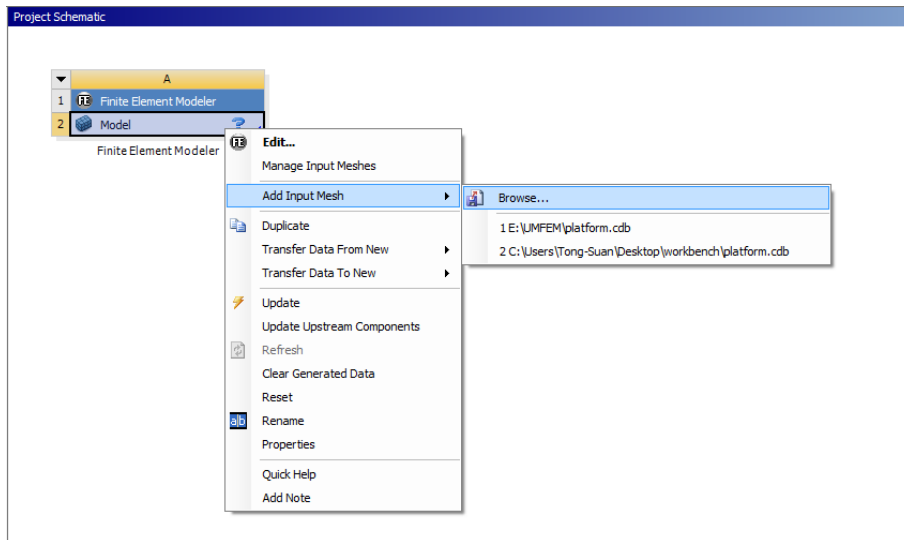 Project Schematic
A
1 FE Finite Element Modeler
2 Model ?
Finite Element Modeler
FE Edit...
Manage Input Meshes
Add Input Mesh
Browse...
Duplicate
1 E:\UMFEM\platform.cdb
Transfer Data From New
2 C:\Users\Tong-Suan\Desktop\workbench\platform.cdb
Transfer Data To New
Update
Update Upstream Components
Refresh
Clear Generated Data
Reset
a|b Rename
Properties
Quick Help
Add Note